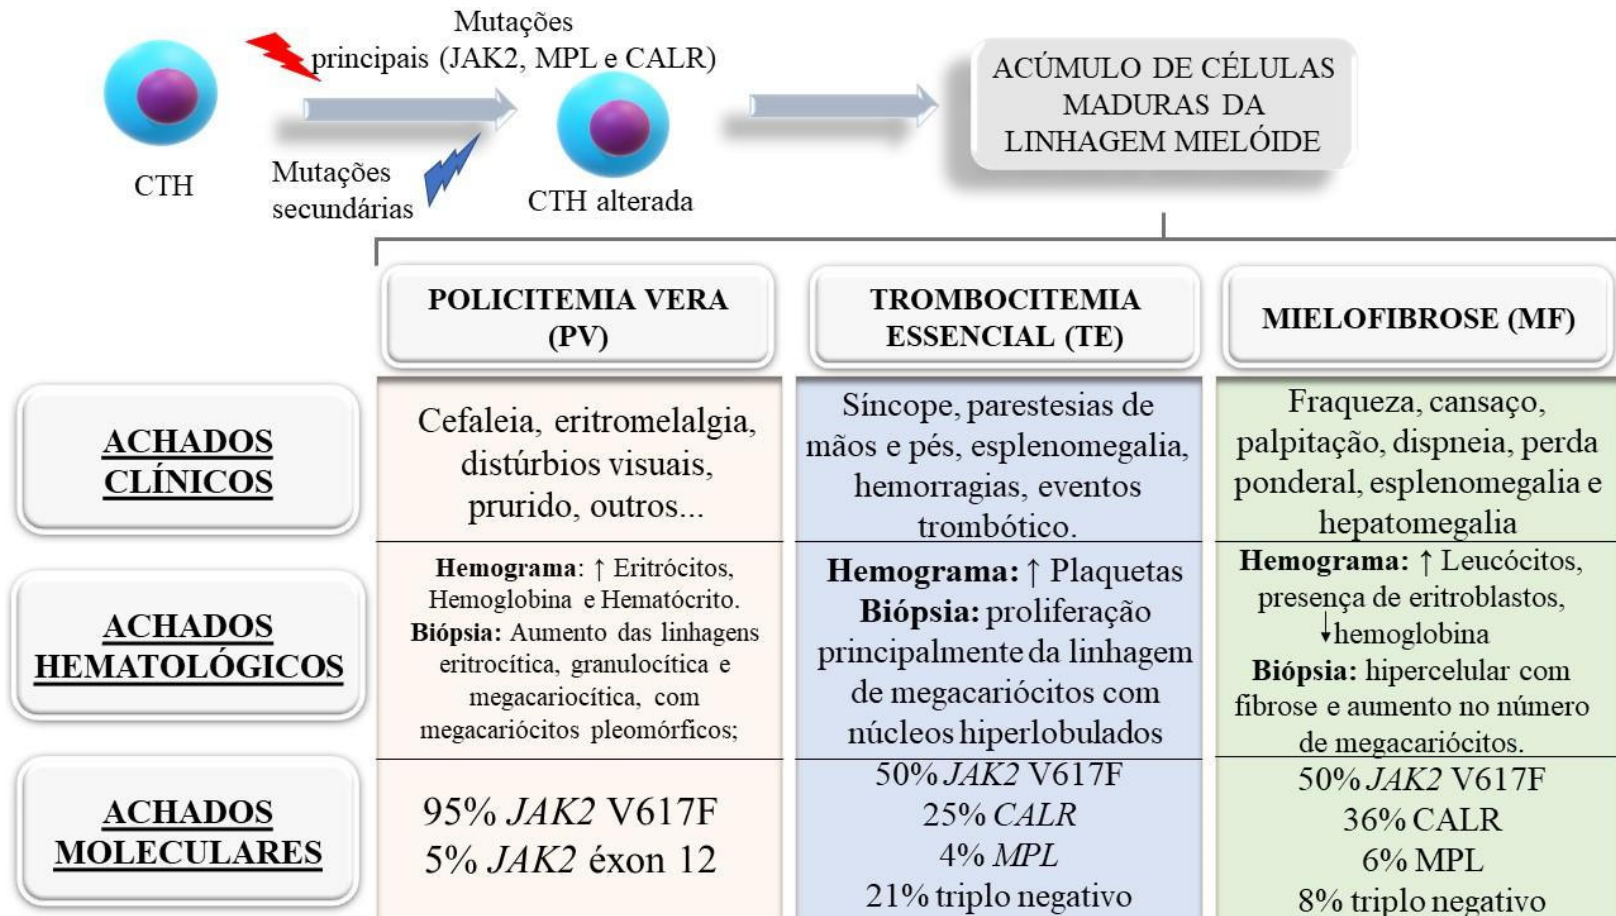 Mutações
principais (JAK2, MPL e CALR)
CTH
Mutações
secundárias
CTH alterada
ACÚMULO DE CÉLULAS
MADURAS DA
LINHAGEM MIELÓIDE
POLICITEMIA VERA
(PV)
TROMBOCITEMIA
ESSENCIAL (TE)
MIELOFIBROSE (MF)
ACHADOS
CLÍNICOS
Cefaleia, eritromelalgia,
distúrbios visuais,
prurido, outros...
Síncope, parestesias de
mãos e pés, esplenomegalia,
hemorragias, eventos
trombótico.
Fraqueza, cansaço,
palpitação, dispneia, perda
ponderal, esplenomegalia e
hepatomegalia
ACHADOS
HEMATOLÓGICOS
Hemograma: ↑ Eritrócitos,
Hemoglobina e Hematócrito.
Biópsia: Aumento das linhagens
eritrocítica, granulocítica e
megacariocítica, com
megacariócitos pleomórficos;
Hemograma: ↑ Plaquetas
Biópsia: proliferação
principalmente da linhagem
de megacariócitos com
núcleos hiperlobulados
Hemograma: ↑ Leucócitos,
presença de eritroblastos,
↓hemoglobina
Biópsia: hipercelular com
fibrose e aumento no número
de megacariócitos.
ACHADOS
MOLECULARES
95% JAK2 V617F
5% JAK2 éxon 12
50% JAK2 V617F
25% CALR
4% MPL
21% triplo negativo
50% JAK2 V617F
36% CALR
6% MPL
8% triplo negativo